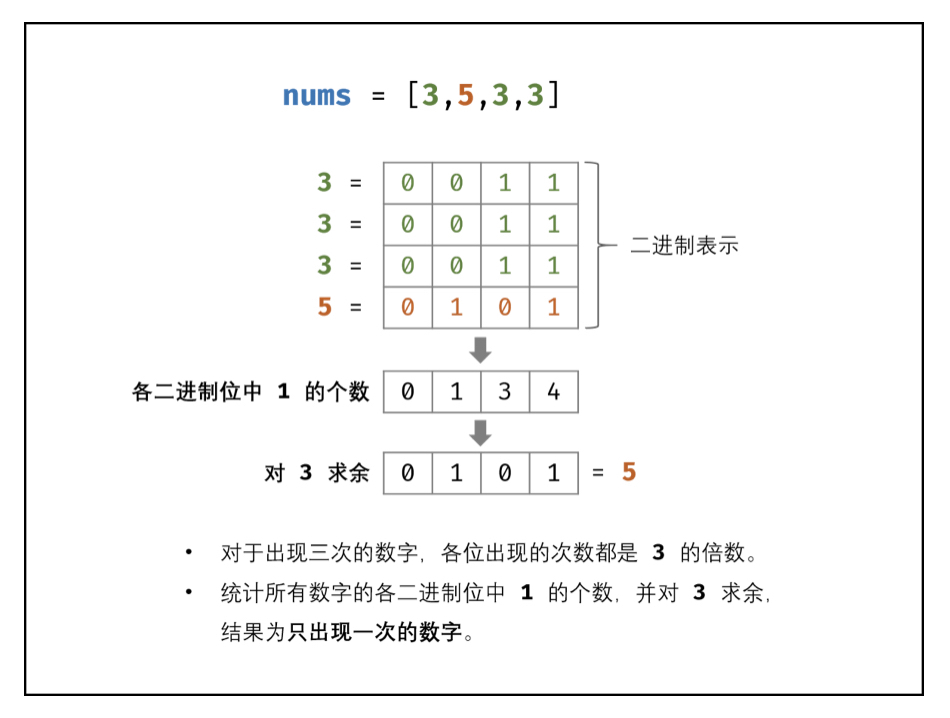 nums = [3,5,3,3]
3 = 0 0 1 1
3 = 0 0 1 1
3 = 0 0 1 1
5 = 0 1 0 1
二进制表示
各二进制位中 1 的个数 0 1 3 4
对 3 求余 0 1 0 1 = 5
• 对于出现三次的数字，各位出现的次数都是 3 的倍数。
• 统计所有数字的各二进制位中 1 的个数，并对 3 求余，
结果为只出现一次的数字。